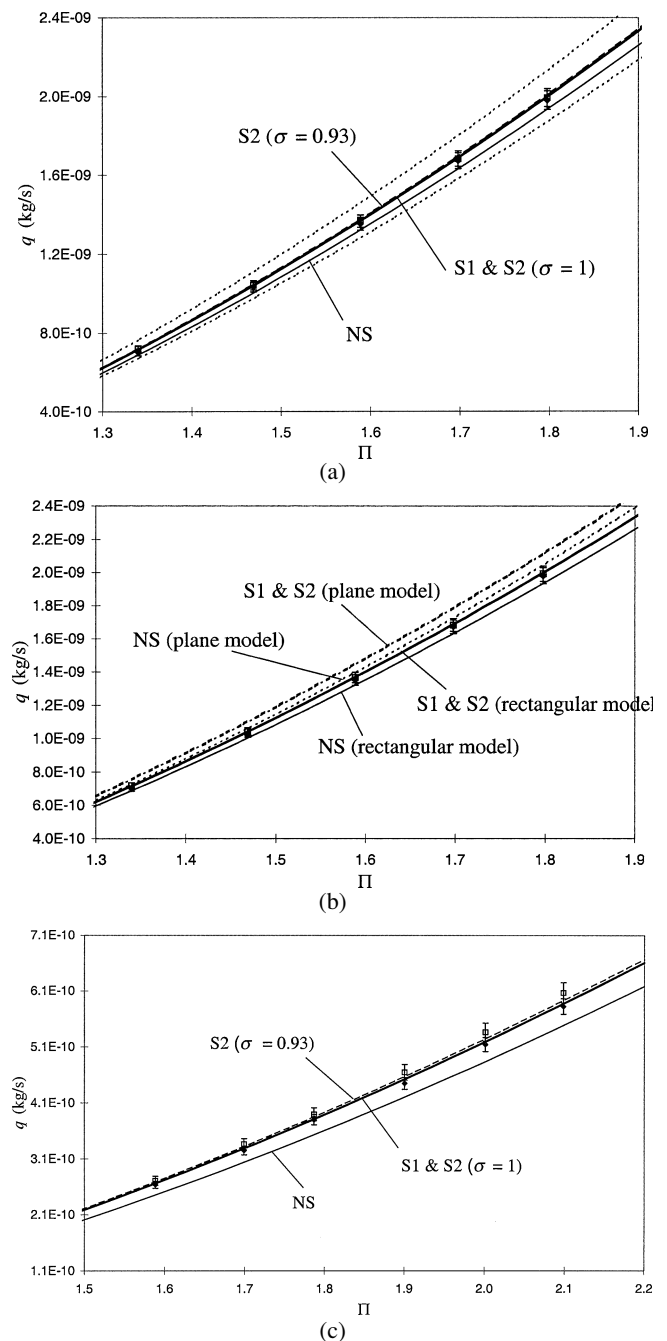 2.4E-09
2.0E-09
1.6E-09
1.2E-09
8.0E-10
4.0E-10
q (kg/s)
S2 (σ = 0.93)
S1 & S2 (σ = 1)
NS
1.3 1.4 1.5 1.6 1.7 1.8 1.9
Π
(a)
2.4E-09
2.2E-09
2.0E-09
1.8E-09
1.6E-09
1.4E-09
1.2E-09
1.0E-09
8.0E-10
6.0E-10
4.0E-10
q (kg/s)
S1 & S2 (plane model)
NS (plane model)
S1 & S2 (rectangular model
NS (rectangular model)
1.3 1.4 1.5 1.6 1.7 1.8 1.9
Π
(b)
7.1E-10
6.1E-10
5.1E-10
4.1E-10
3.1E-10
2.1E-10
1.1E-10
q (kg/s)
S2 (σ = 0.93)
S1 & S2 (σ = 1)
NS
1.5 1.6 1.7 1.8 1.9 2.0 2.1 2.2
Π
(c)